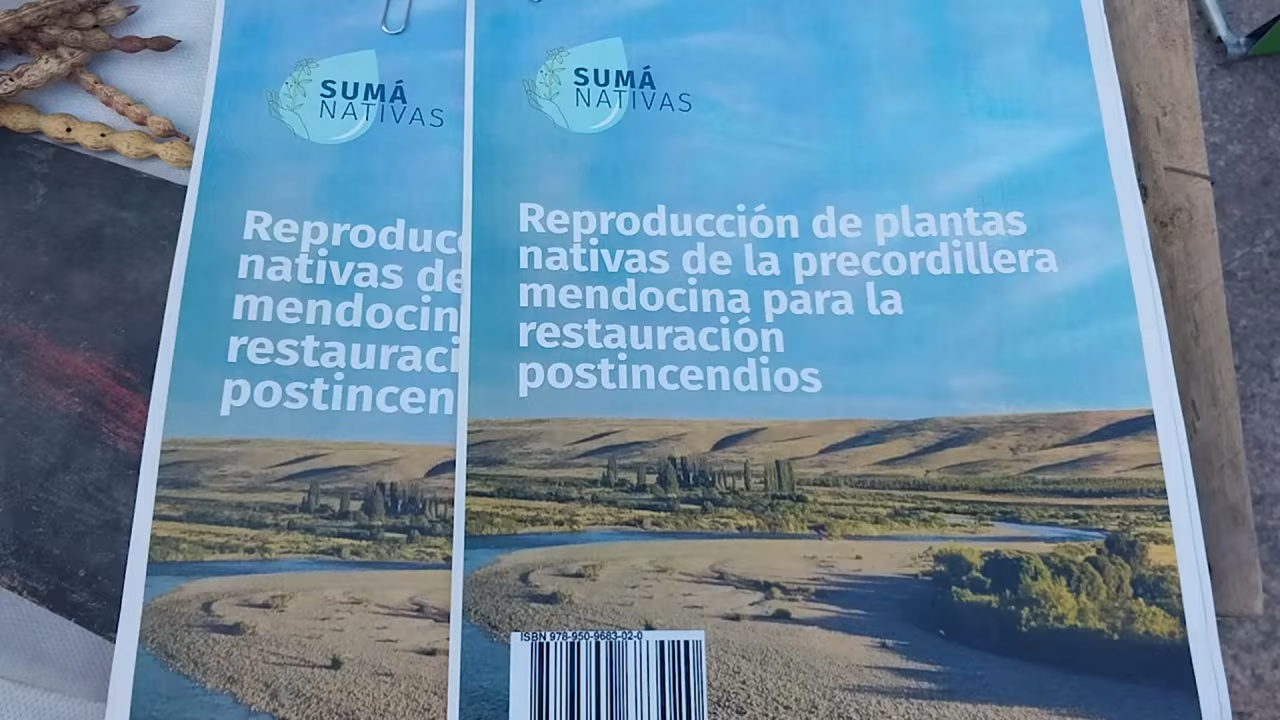 SUMÁ
NATIVAS
Reproducc
nativas de
mendocin
restauraci
postincen
SUMÁ
NATIVAS
Reproducción de plantas
nativas de la precordillera
mendocina para la
restauración
postincendios
ISBN 978-950-9683-02-0